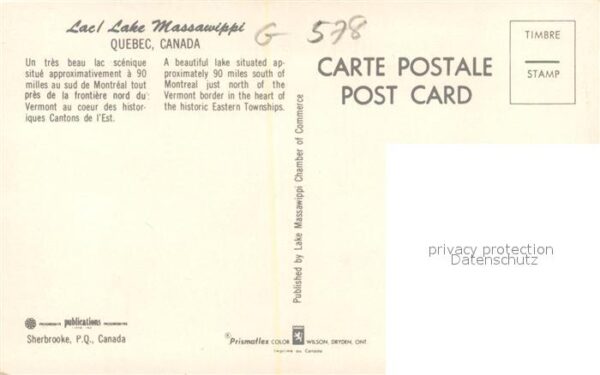 Lac/ Lake Massawippi
QUEBEC, CANADA
Un très beau lac scénique
situé approximativement à 90
milles au sud de Montréal tout
près de la frontière nord du
Vermont au coeur des histor-
iques Cantons de l'Est.
A beautiful lake situated ap-
proximately 90 miles south of
Montreal just north of the
Vermont border in the heart of
the historic Eastern Townships.
G 578
CARTE POSTALE
POST CARD
TIMBRE
STAMP
Published by Lake Massawippi Chamber of Commerce
privacy protection
Datenschutz
publications
Sherbrooke, P.Q., Canada
Prismaflex COLOR WILSON, DRYDEN, ONT
Imprimé au Canada